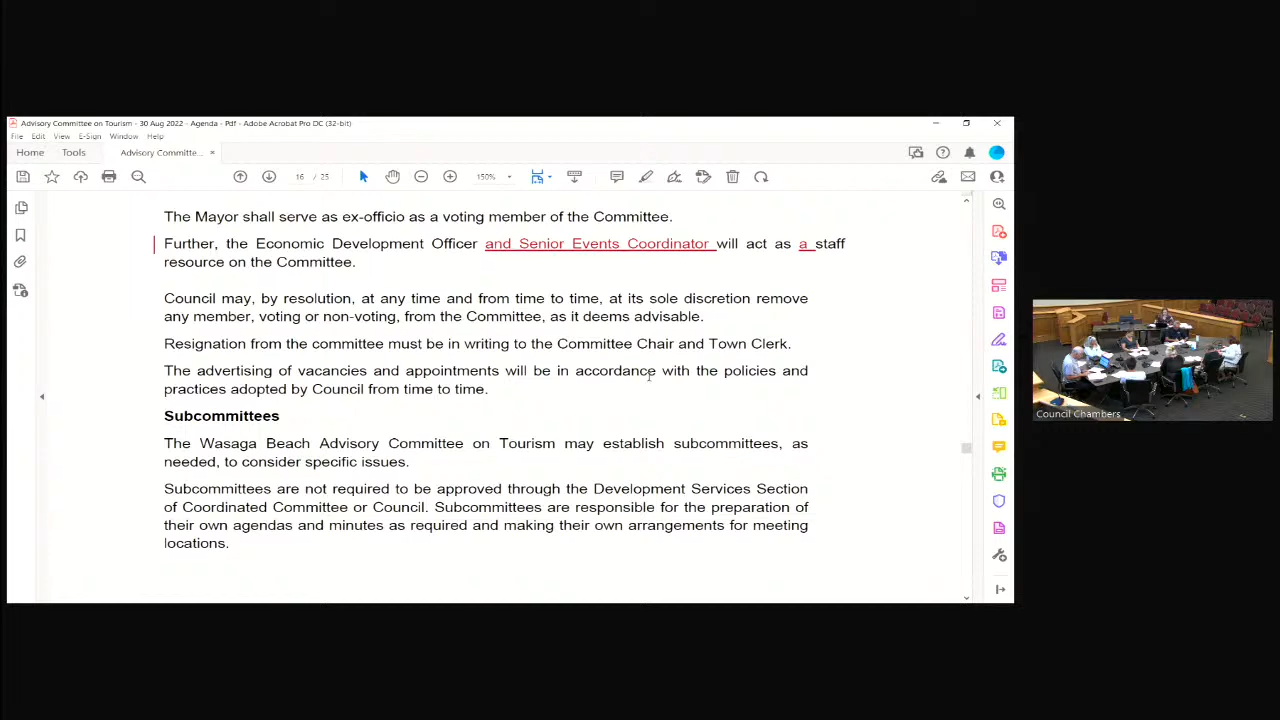 Advisory Committee on Tourism - 30 Aug 2022 - Agenda - Pdf - Adobe Acrobat Pro DC (32-bit)
File Edit View E-Sign Window Help
Home Tools Advisory Committe... ×
16 / 25 150%
The Mayor shall serve as ex-officio as a voting member of the Committee.
Further, the Economic Development Officer and Senior Events Coordinator will act as a staff
resource on the Committee.
Council may, by resolution, at any time and from time to time, at its sole discretion remove
any member, voting or non-voting, from the Committee, as it deems advisable.
Resignation from the committee must be in writing to the Committee Chair and Town Clerk.
The advertising of vacancies and appointments will be in accordance with the policies and
practices adopted by Council from time to time.
Subcommittees
The Wasaga Beach Advisory Committee on Tourism may establish subcommittees, as
needed, to consider specific issues.
Subcommittees are not required to be approved through the Development Services Section
of Coordinated Committee or Council. Subcommittees are responsible for the preparation of
their own agendas and minutes as required and making their own arrangements for meeting
locations.
Council Chambers